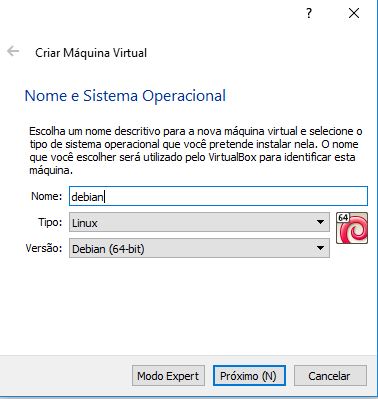 ?
Criar Máquina Virtual
Nome e Sistema Operacional
Escolha um nome descritivo para a nova máquina virtual e selecione o
tipo de sistema operacional que você pretende instalar nela. O nome
que você escolher será utilizado pelo VirtualBox para identificar esta
máquina.
Nome: debian
Tipo: Linux
64
Versão: Debian (64-bit)
Modo Expert Próximo (N) Cancelar